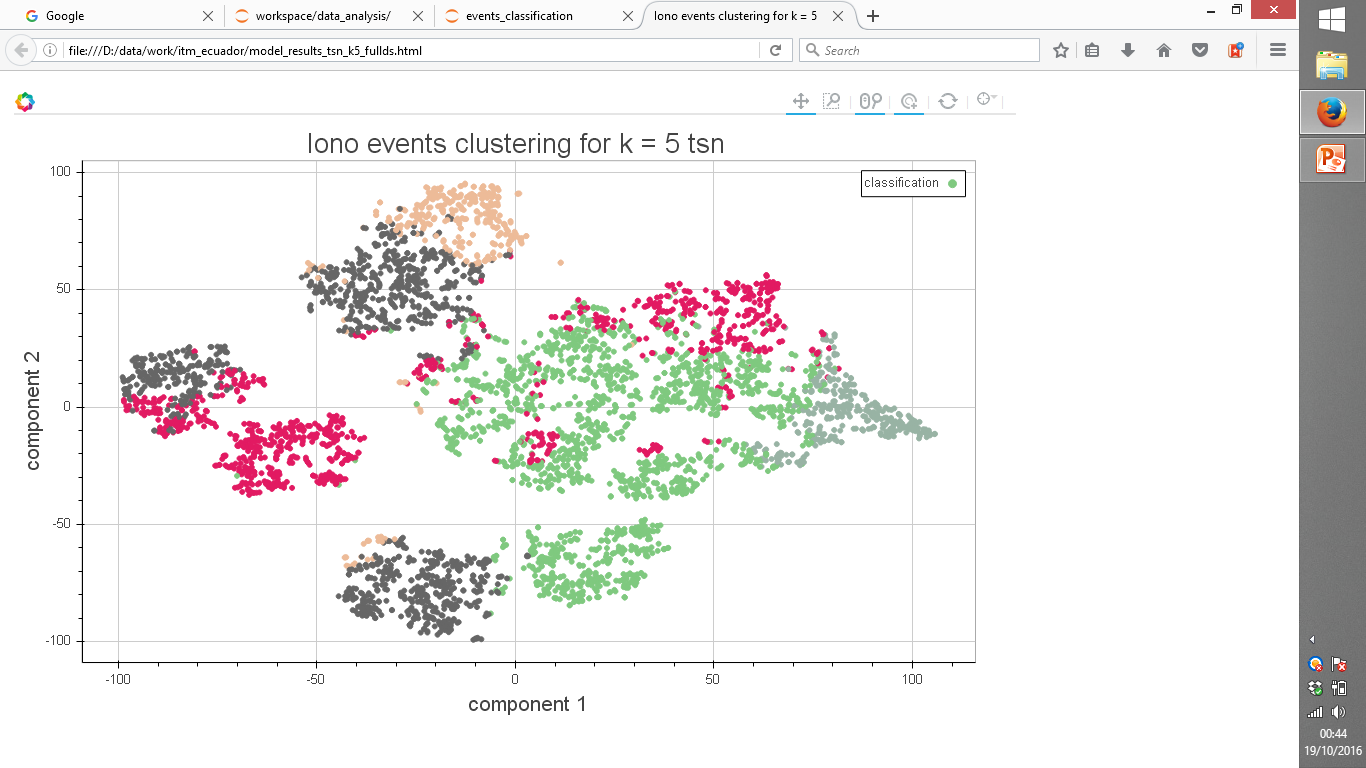 Google
workspace/data_analysis/
events_classification
Iono events clustering for k = 5
file:///D:/data/work/itm_ecuador/model_results_tsn_k5_fullds.html
Search
Iono events clustering for k = 5 tsn
classification
component 2
100
50
0
-50
-100
-100
-50
0
50
100
component 1
00:44
19/10/2016